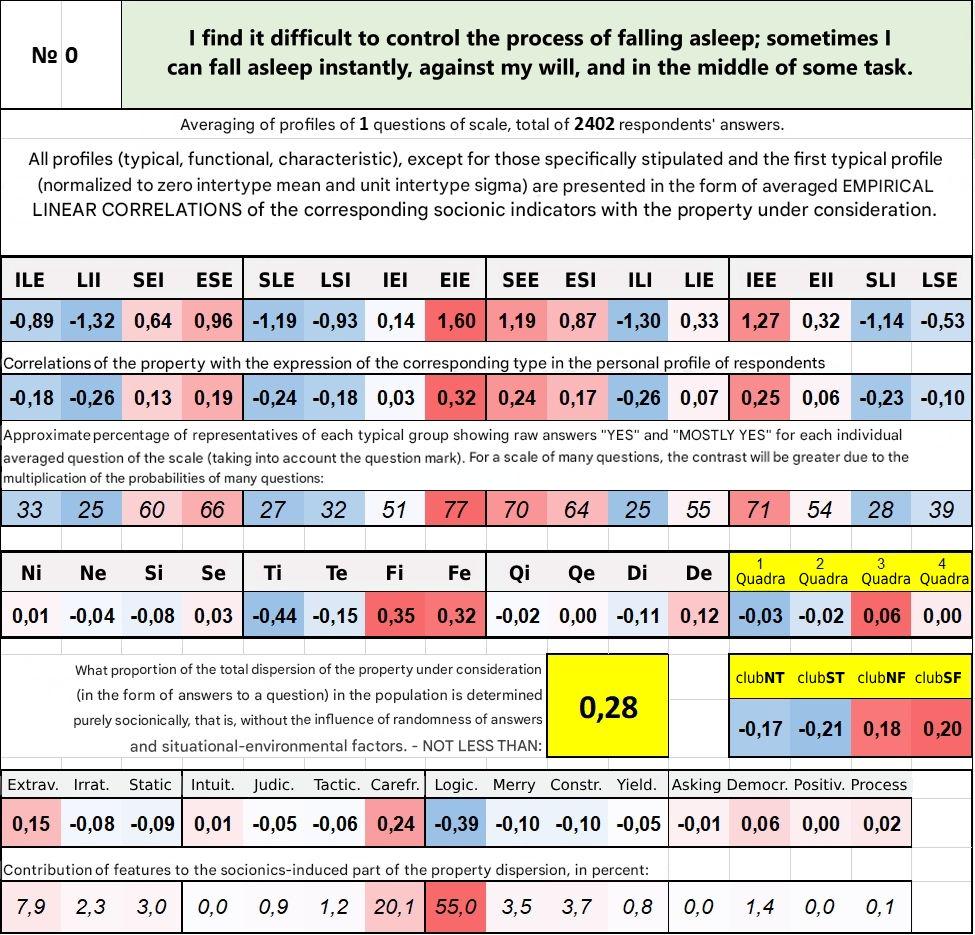 № 0
I find it difficult to control the process of falling asleep; sometimes I
can fall asleep instantly, against my will, and in the middle of some task.
Averaging of profiles of 1 questions of scale, total of 2402 respondents' answers.
All profiles (typical, functional, characteristic), except for those specifically stipulated and the first typical profile
(normalized to zero intertype mean and unit intertype sigma) are presented in the form of averaged EMPIRICAL
LINEAR CORRELATIONS of the corresponding socionic indicators with the property under consideration.
ILE LII SEI ESE SLE LSI IEI EIE SEE ESI ILI LIE IEE EII SLI LSE
-0,89 -1,32 0,64 0,96 -1,19 -0,93 0,14 1,60 1,19 0,87 -1,30 0,33 1,27 0,32 -1,14 -0,53
Correlations of the property with the expression of the corresponding type in the personal profile of respondents
-0,18 -0,26 0,13 0,19 -0,24 -0,18 0,03 0,32 0,24 0,17 -0,26 0,07 0,25 0,06 -0,23 -0,10
Approximate percentage of representatives of each typical group showing raw answers "YES" and "MOSTLY YES" for each individual
averaged question of the scale (taking into account the question mark). For a scale of many questions, the contrast will be greater due to the
multiplication of the probabilities of many questions:
33 25 60 66 27 32 51 77 70 64 25 55 71 54 28 39
Ni Ne Si Se Ti Te Fi Fe Qi Qe Di De 1 Quadra 2 Quadra 3 Quadra 4 Quadra
0,01 -0,04 -0,08 0,03 -0,44 -0,15 0,35 0,32 -0,02 0,00 -0,11 0,12 -0,03 -0,02 0,06 0,00
What proportion of the total dispersion of the property under consideration
(in the form of answers to a question) in the population is determined
purely socionically, that is, without the influence of randomness of answers
and situational-environmental factors. - NOT LESS THAN:
0,28
clubNT clubST clubNF clubSF
-0,17 -0,21 0,18 0,20
Extrav. Irrat. Static Intuit. Judic. Tactic. Carefr. Logic. Merry Constr. Yield. Asking Democr. Positiv. Process
0,15 -0,08 -0,09 0,01 -0,05 -0,06 0,24 -0,39 -0,10 -0,10 -0,05 -0,01 0,06 0,00 0,02
Contribution of features to the socionics-induced part of the property dispersion, in percent:
7,9 2,3 3,0 0,0 0,9 1,2 20,1 55,0 3,5 3,7 0,8 0,0 1,4 0,0 0,1